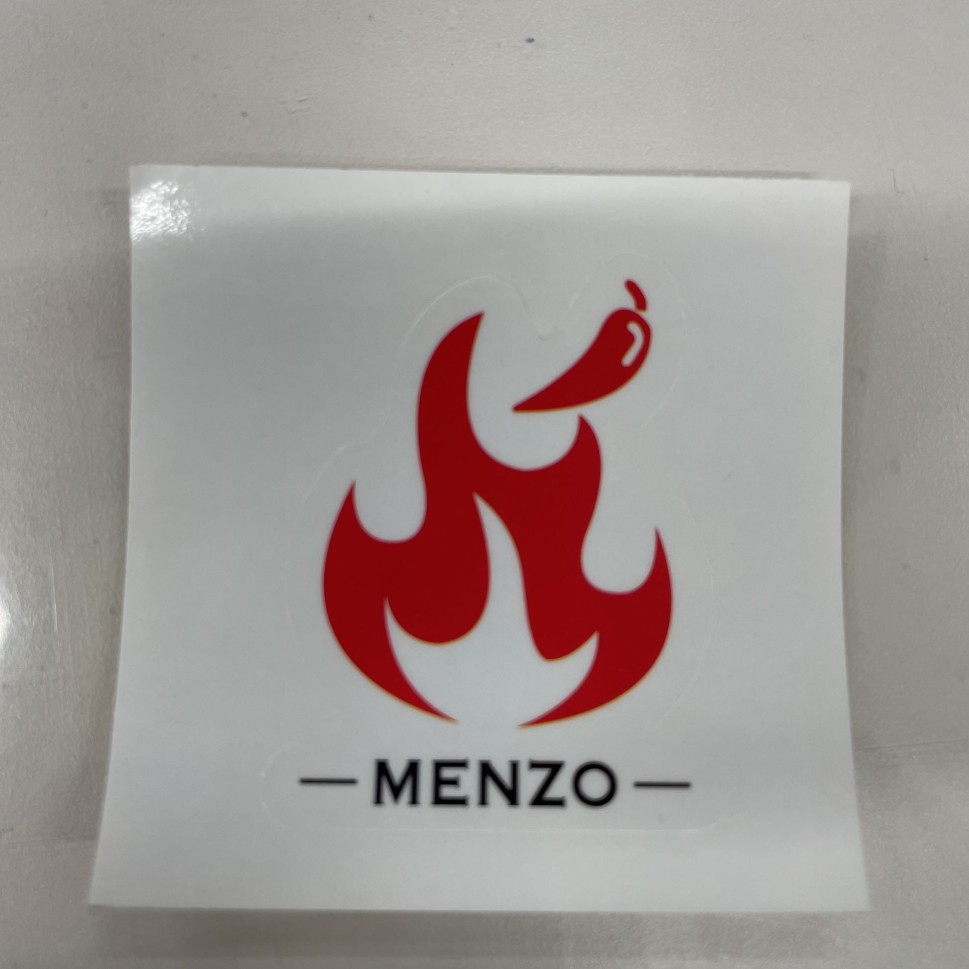 — MENZO —